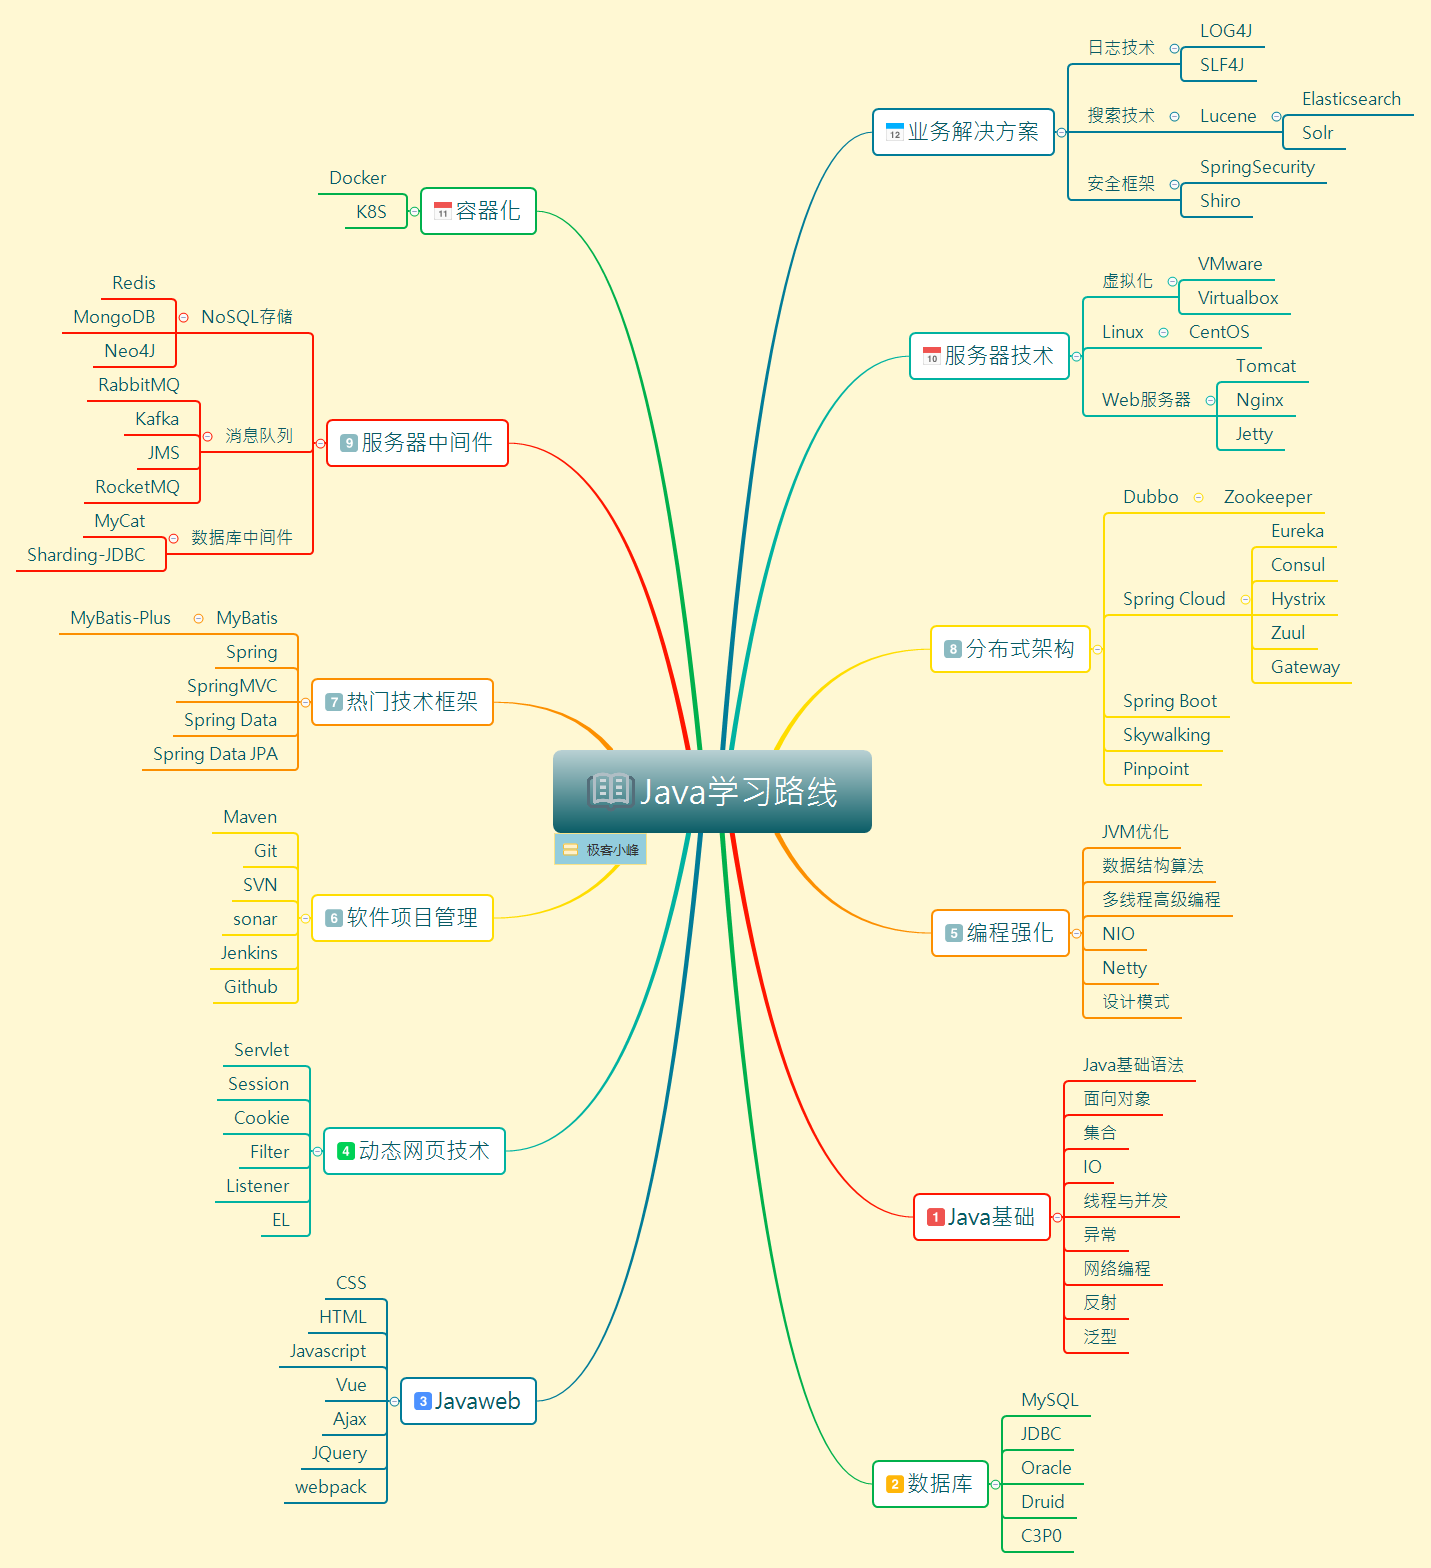 Java学习路线
极客小峰
12 业务解决方案
日志技术
LOG4J
SLF4J
搜索技术
Lucene
Elasticsearch
Solr
安全框架
SpringSecurity
Shiro
10 服务器技术
虚拟化
VMware
Virtualbox
Linux
CentOS
Web服务器
Tomcat
Nginx
Jetty
8 分布式架构
Dubbo
Zookeeper
Spring Cloud
Eureka
Consul
Hystrix
Zuul
Gateway
Spring Boot
Skywalking
Pinpoint
5 编程强化
JVM优化
数据结构算法
多线程高级编程
NIO
Netty
设计模式
1 Java基础
Java基础语法
面向对象
集合
IO
线程与并发
异常
网络编程
反射
泛型
2 数据库
MySQL
JDBC
Oracle
Druid
C3P0
11 容器化
Docker
K8S
9 服务器中间件
NoSQL存储
Redis
MongoDB
Neo4J
消息队列
RabbitMQ
Kafka
JMS
RocketMQ
数据库中间件
MyCat
Sharding-JDBC
7 热门技术框架
MyBatis
MyBatis-Plus
Spring
SpringMVC
Spring Data
Spring Data JPA
6 软件项目管理
Maven
Git
SVN
sonar
Jenkins
Github
4 动态网页技术
Servlet
Session
Cookie
Filter
Listener
EL
3 Javaweb
CSS
HTML
Javascript
Vue
Ajax
JQuery
webpack